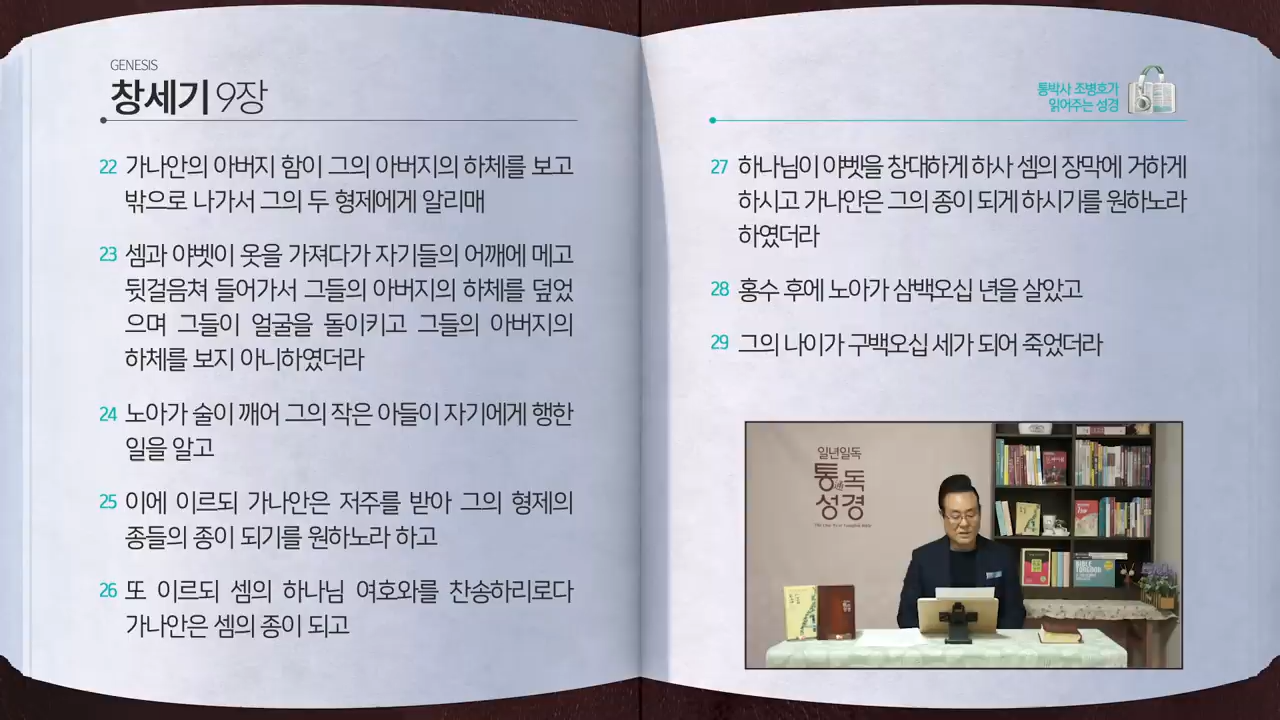 GENESIS
창세기 9장
통박사 조병호가
읽어주는 성경
22 가나안의 아버지 함이 그의 아버지의 하체를 보고
밖으로 나가서 그의 두 형제에게 알리매
23 셈과 야벳이 옷을 가져다가 자기들의 어깨에 메고
뒷걸음쳐 들어가서 그들의 아버지의 하체를 덮었
으며 그들이 얼굴을 돌이키고 그들의 아버지의
하체를 보지 아니하였더라
24 노아가 술이 깨어 그의 작은 아들이 자기에게 행한
일을 알고
25 이에 이르되 가나안은 저주를 받아 그의 형제의
종들의 종이 되기를 원하노라 하고
26 또 이르되 셈의 하나님 여호와를 찬송하리로다
가나안은 셈의 종이 되고
27 하나님이 야벳을 창대하게 하사 셈의 장막에 거하게
하시고 가나안은 그의 종이 되게 하시기를 원하노라
하였더라
28 홍수 후에 노아가 삼백오십 년을 살았고
29 그의 나이가 구백오십 세가 되어 죽었더라
일년일독
통독
성경